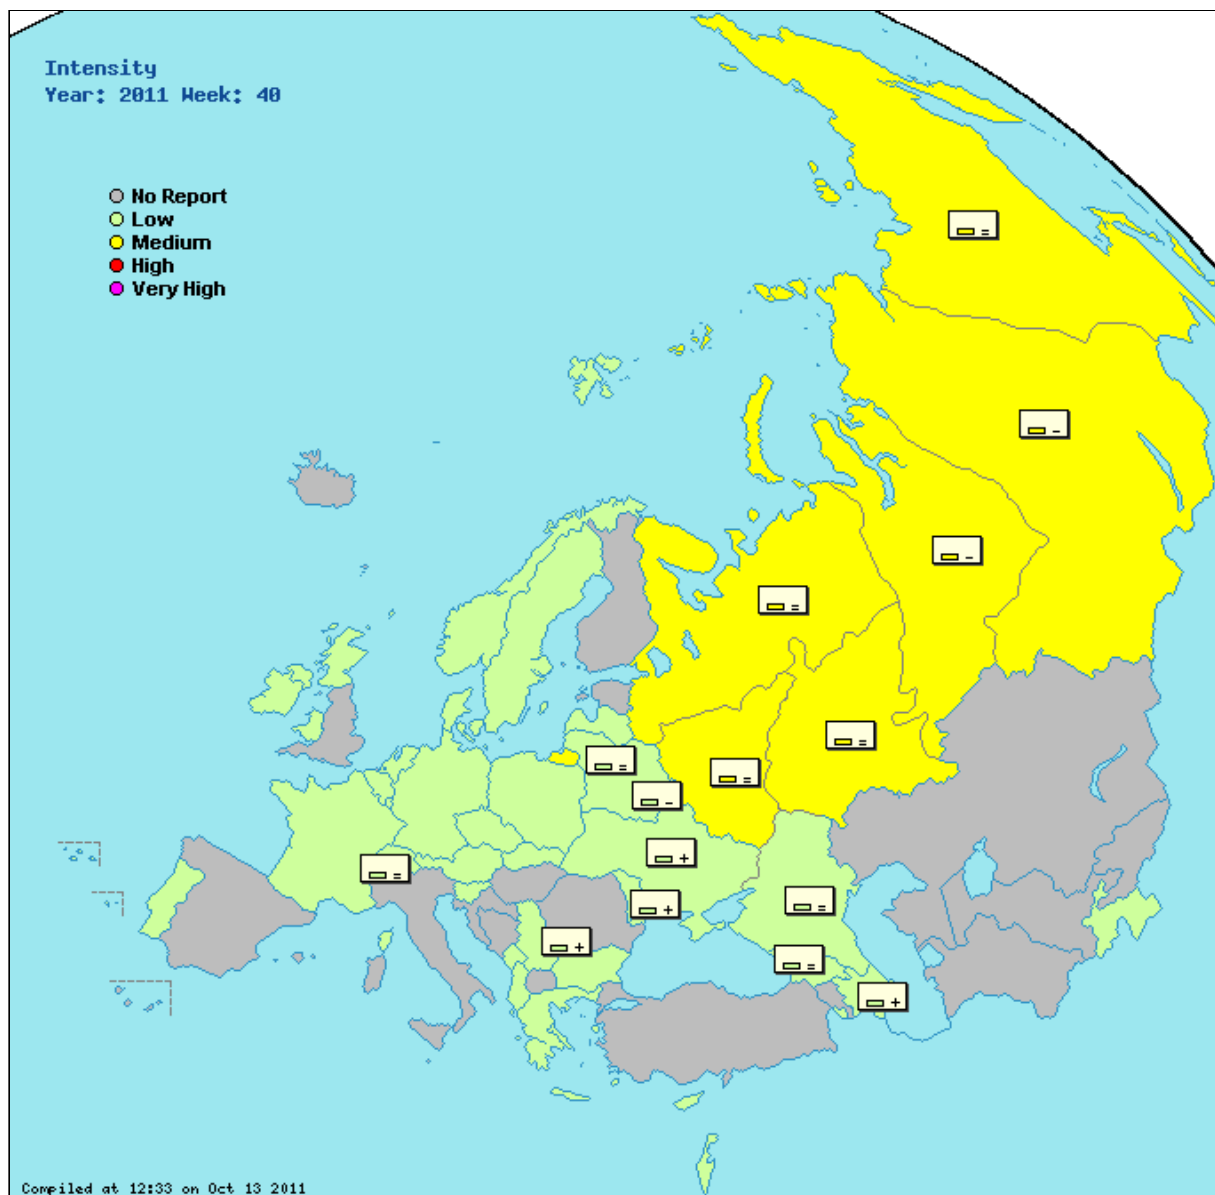 Intensity
Year: 2011 Week: 40
No Report
Low
Medium
High
Very High
=
-
-
=
=
=
=
-
+
=
+
=
+
=
+
Compiled at 12:33 on Oct 13 2011